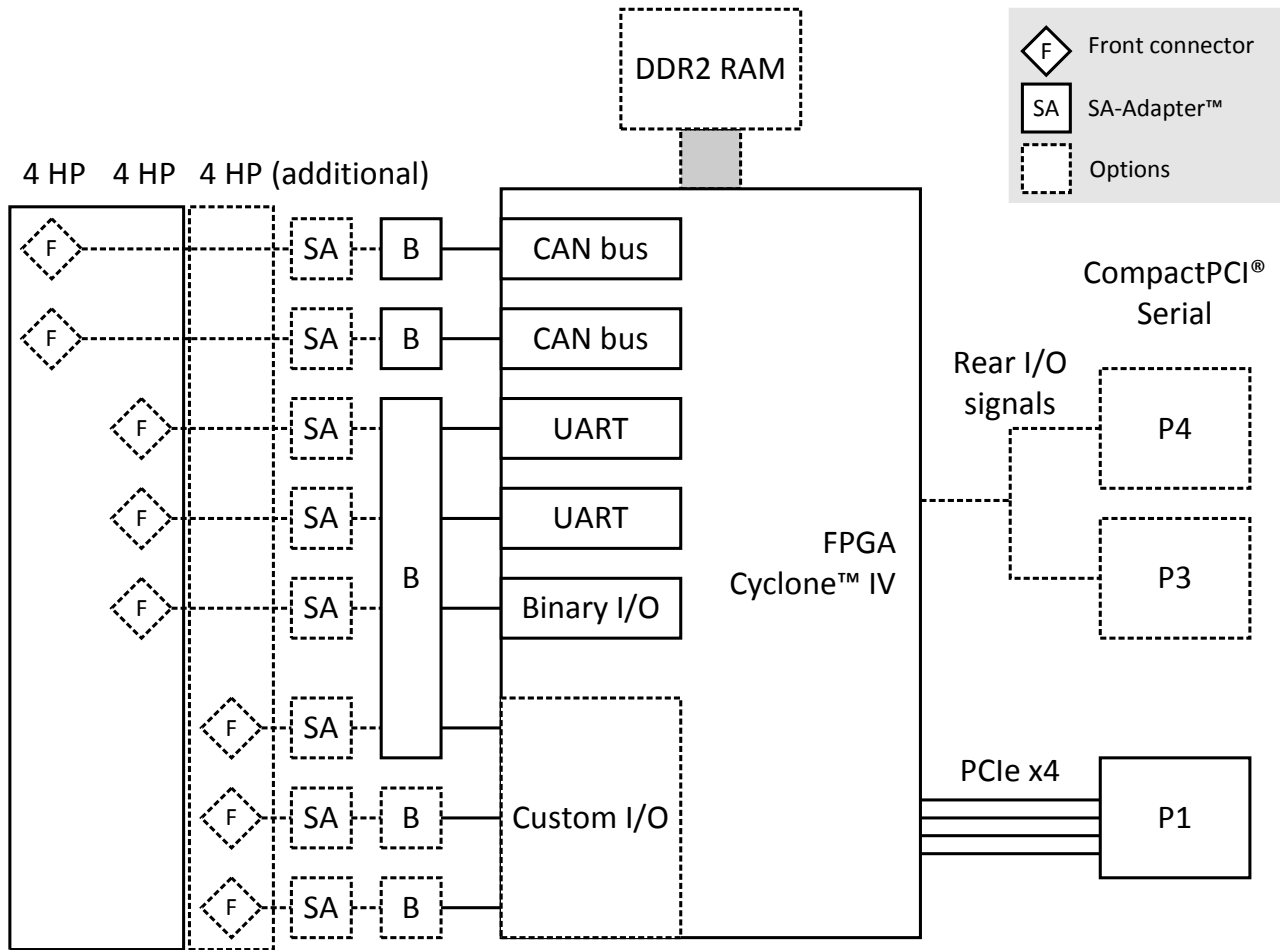 DDR2 RAM
F Front connector
SA SA-Adapter™
Options
4 HP 4 HP 4 HP (additional)
F SA B CAN bus
F SA B CAN bus
F SA UART
F SA UART
B
F SA Binary I/O
F SA
F SA B Custom I/O
F SA B
FPGA
Cyclone™ IV
CompactPCI®
Serial
Rear I/O
signals
P4
P3
PCIe x4
P1